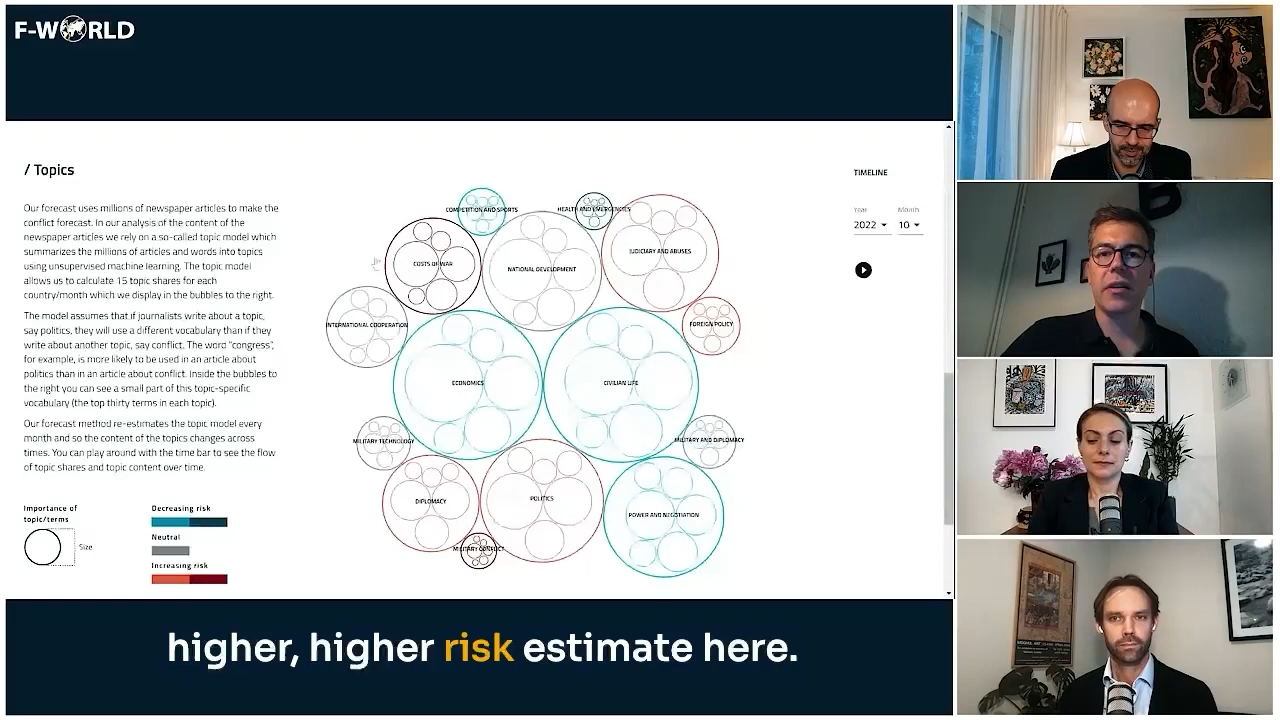 F-WORLD
/ Topics
Our forecast uses millions of newspaper articles to make the
conflict forecast. In our analysis of the content of the
newspaper articles we rely on a so-called topic model which
summarizes the millions of articles and words into topics
using unsupervised machine learning. The topic model
allows us to calculate 15 topic shares for each
country/month which we display in the bubbles to the right.
The model assumes that if journalists write about a topic,
say politics, they will use a different vocabulary than if they
write about another topic, say conflict. The word "congress",
for example, is more likely to be used in an article about
politics than in an article about conflict. Inside the bubbles to
the right you can see a small part of this topic-specific
vocabulary (the top thirty terms in each topic).
Our forecast method re-estimates the topic model every
month and so the content of the topics changes across
times. You can play around with the time bar to see the flow
of topic shares and topic content over time.
Importance of
topic/terms
Size
Decreasing risk
Neutral
Increasing risk
COMPETITION AND SPORTS
HEALTH AND EMERGENCIES
COSTS OF WAR
NATIONAL DEVELOPMENT
JUDICIARY AND ABUSES
INTERNATIONAL COOPERATION
FOREIGN POLICY
ECONOMICS
CIVILIAN LIFE
MILITARY TECHNOLOGY
MILITARY AND DIPLOMACY
DIPLOMACY
POLITICS
POWER AND NEGOTIATION
MILITARY CONFLICT
TIMELINE
Year
Month
2022
10
B
higher, higher risk estimate here.